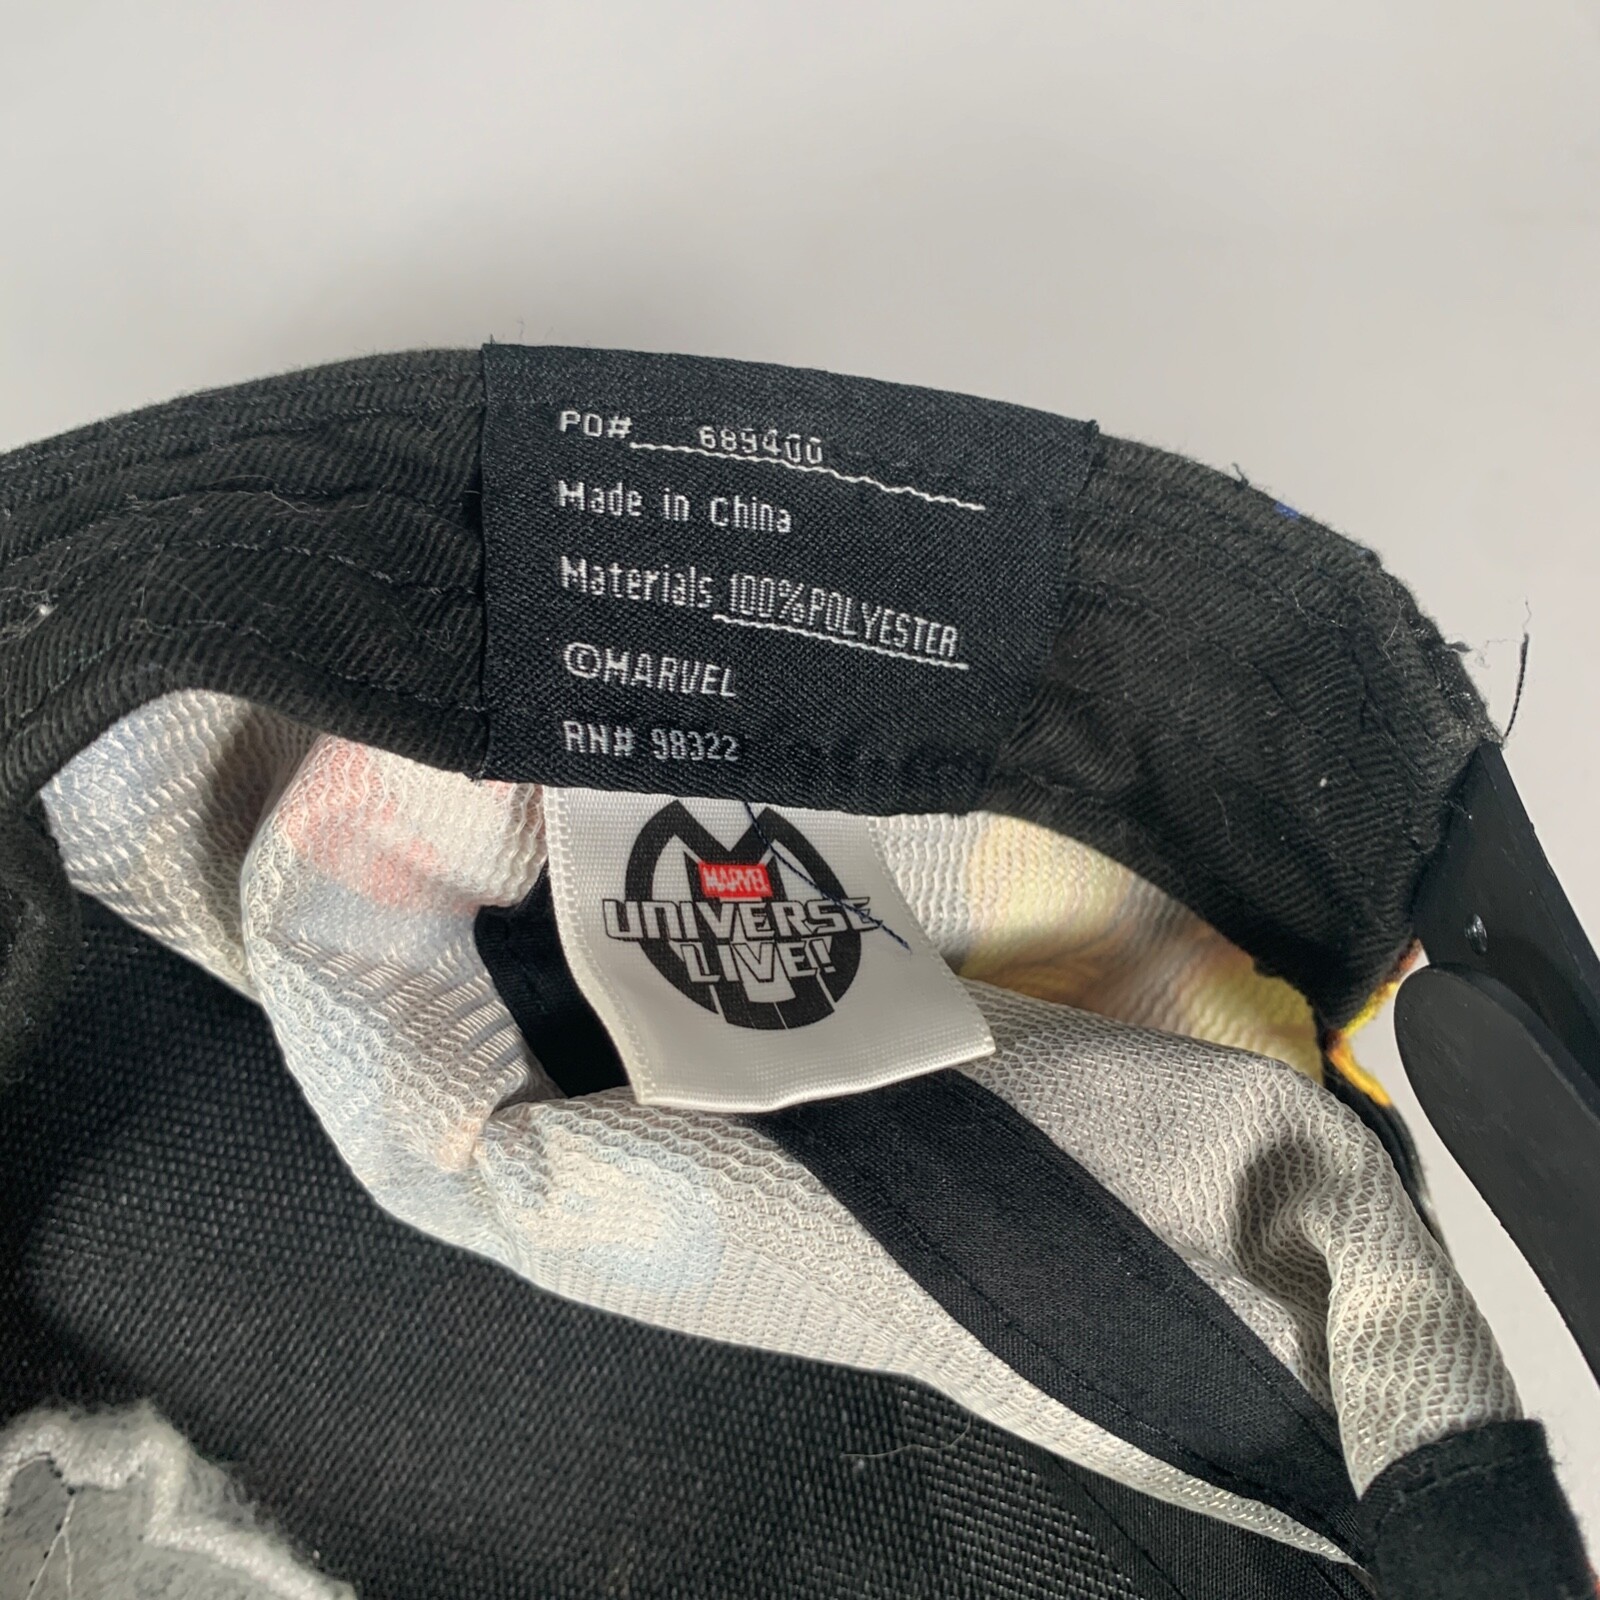 PO# 689400
Made in China
Materials 100%POLYESTER
©MARVEL
RN# 98322
MARVEL
UNIVERSE
LIVE!